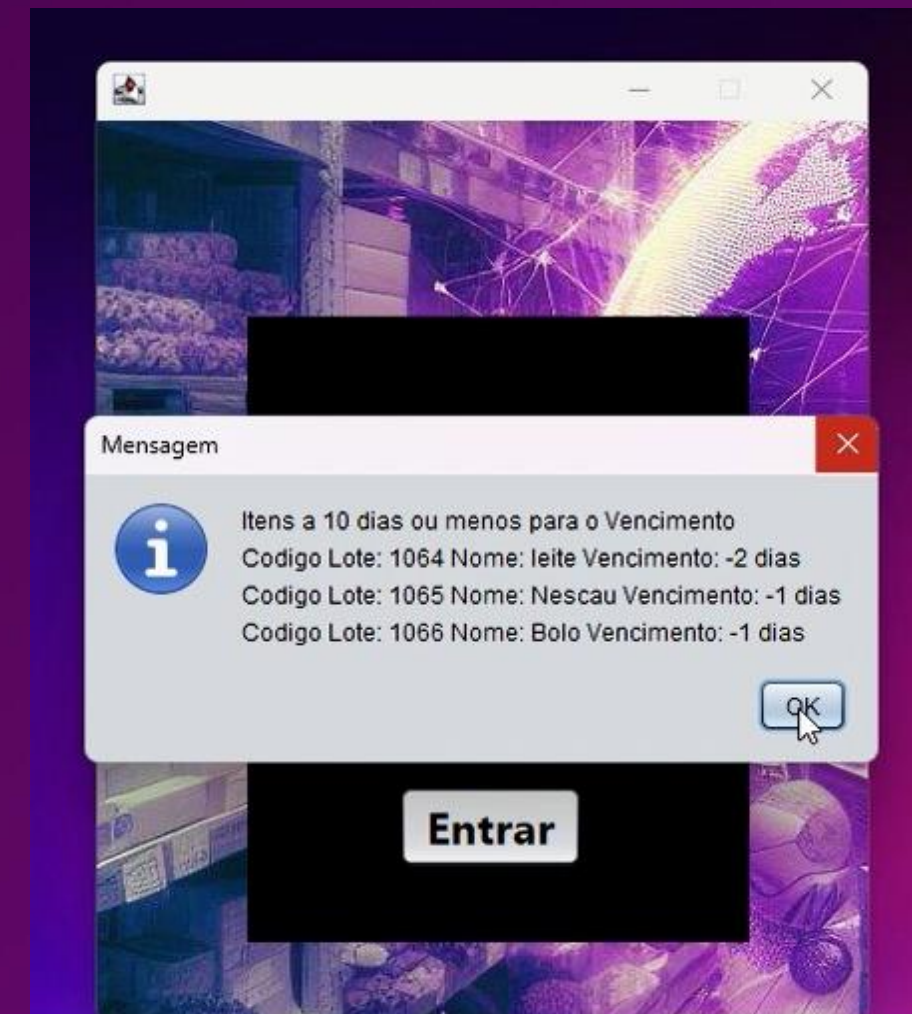 Mensagem
Itens a 10 dias ou menos para o Vencimento
Codigo Lote: 1064 Nome: leite Vencimento: -2 dias
Codigo Lote: 1065 Nome: Nescau Vencimento: -1 dias
Codigo Lote: 1066 Nome: Bolo Vencimento: -1 dias
OK
Entrar